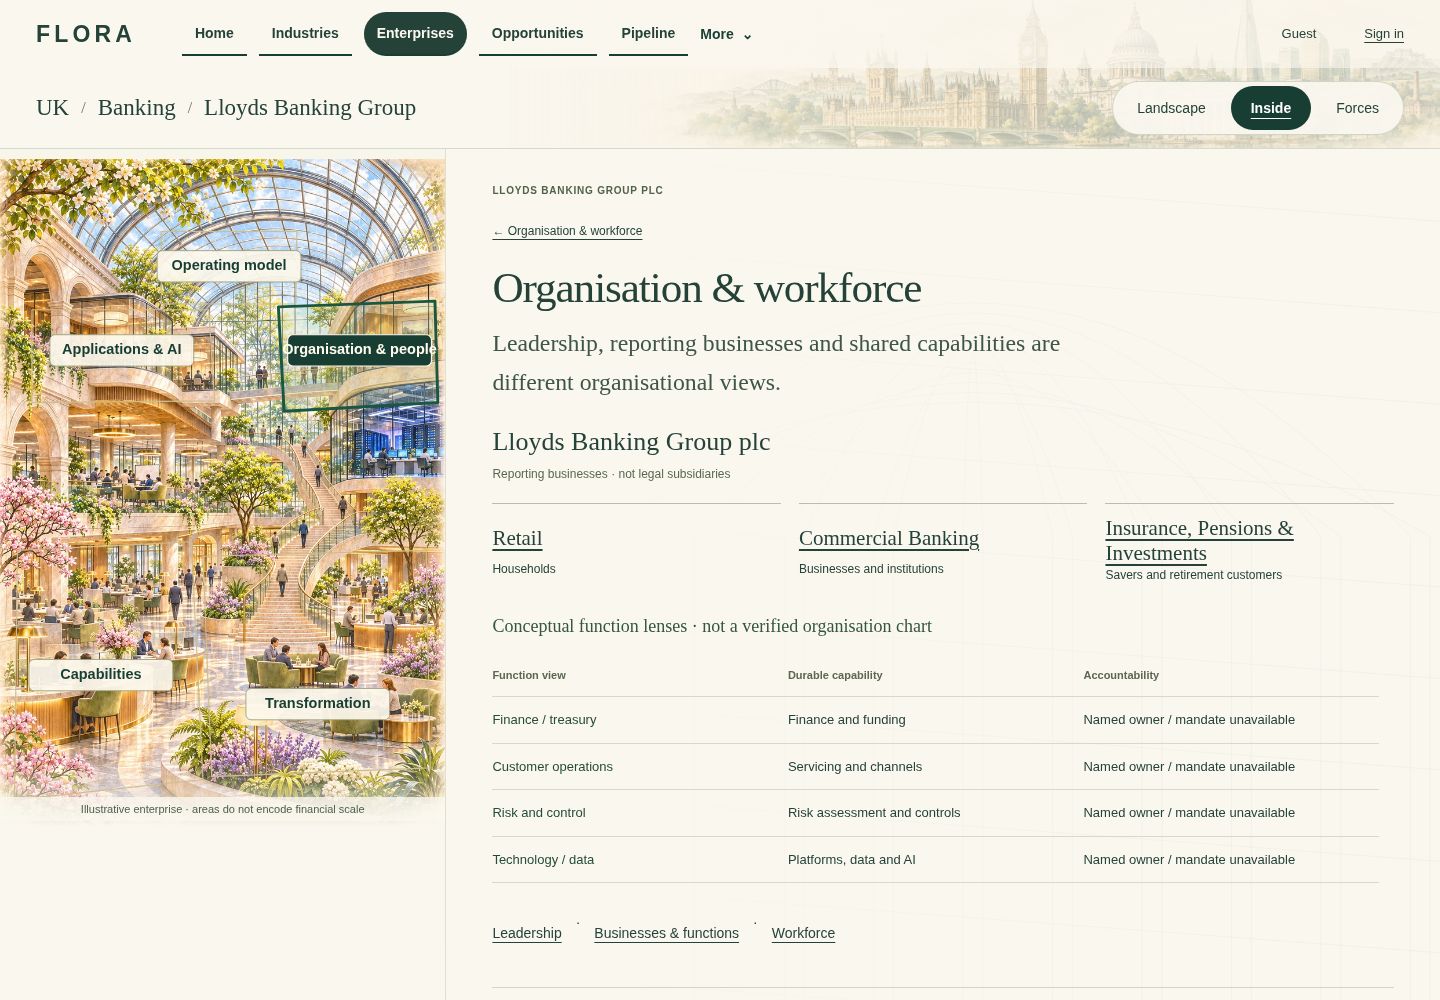 FLORA
Home
Industries
Enterprises
Opportunities
Pipeline
More
Guest
Sign in
UK / Banking / Lloyds Banking Group
Landscape
Inside
Forces
Operating model
Applications & AI
Organisation & people
Capabilities
Transformation
Illustrative enterprise · areas do not encode financial scale
LLOYDS BANKING GROUP PLC
← Organisation & workforce
Organisation & workforce
Leadership, reporting businesses and shared capabilities are
different organisational views.
Lloyds Banking Group plc
Reporting businesses · not legal subsidiaries
Retail
Households
Commercial Banking
Businesses and institutions
Insurance, Pensions &
Investments
Savers and retirement customers
Conceptual function lenses · not a verified organisation chart
Function view Durable capability Accountability
Finance / treasury Finance and funding Named owner / mandate unavailable
Customer operations Servicing and channels Named owner / mandate unavailable
Risk and control Risk assessment and controls Named owner / mandate unavailable
Technology / data Platforms, data and AI Named owner / mandate unavailable
Leadership · Businesses & functions · Workforce